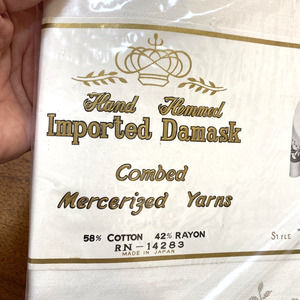 Hand Hemmed
Imported Damask
Combed
Mercerized Yarns
58% COTTON 42% RAYON
RN-14283
MADE IN JAPAN
STYLE